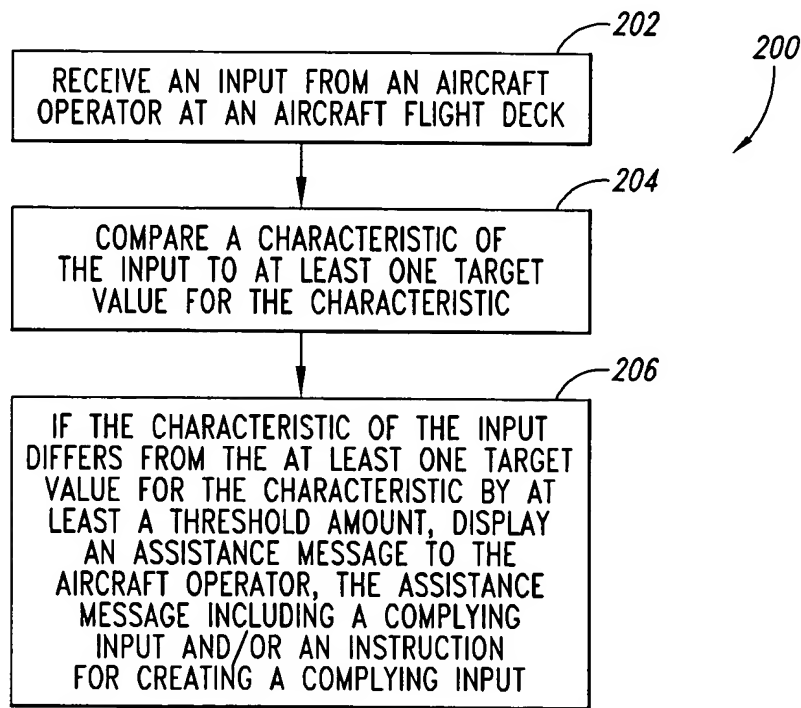 202
200
RECEIVE AN INPUT FROM AN AIRCRAFT
OPERATOR AT AN AIRCRAFT FLIGHT DECK
204
COMPARE A CHARACTERISTIC OF
THE INPUT TO AT LEAST ONE TARGET
VALUE FOR THE CHARACTERISTIC
206
IF THE CHARACTERISTIC OF THE INPUT
DIFFERS FROM THE AT LEAST ONE TARGET
VALUE FOR THE CHARACTERISTIC BY AT
LEAST A THRESHOLD AMOUNT, DISPLAY
AN ASSISTANCE MESSAGE TO THE
AIRCRAFT OPERATOR, THE ASSISTANCE
MESSAGE INCLUDING A COMPLYING
INPUT AND/OR AN INSTRUCTION
FOR CREATING A COMPLYING INPUT